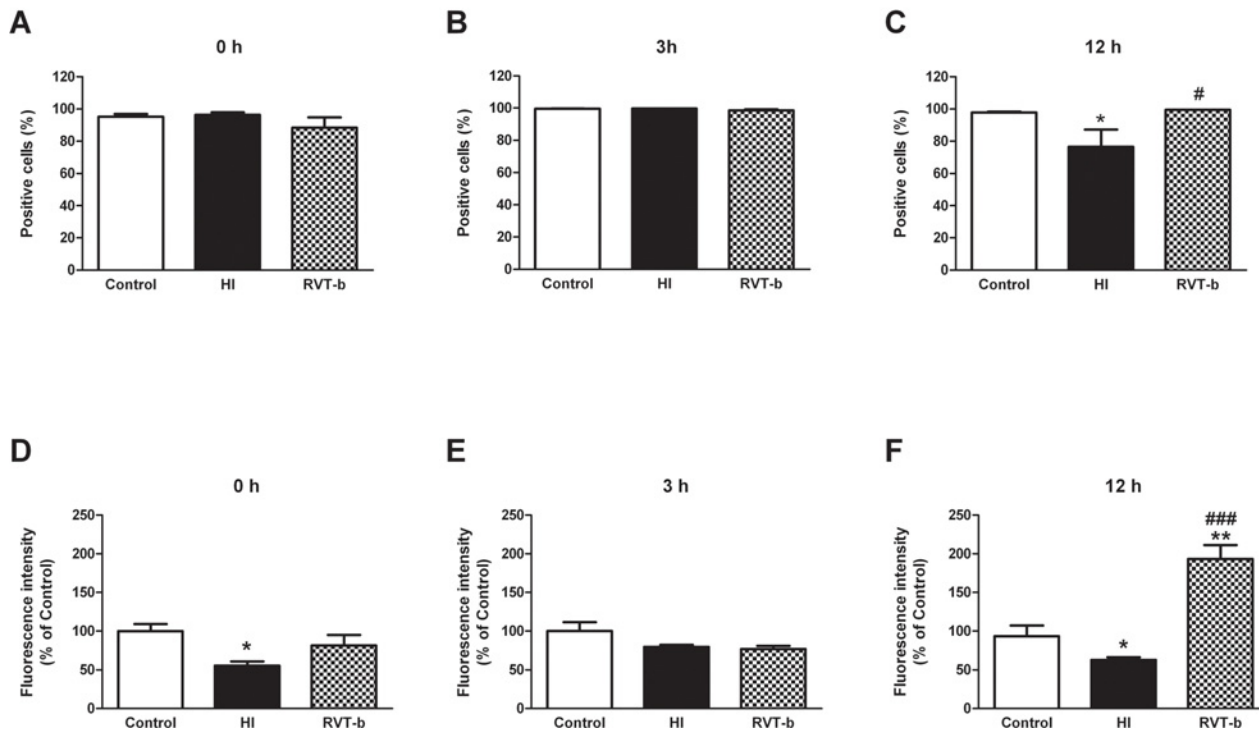 A
0 h
Positive cells (%)
120
100
80
60
40
20
0
Control HI RVT-b
B
3h
Positive cells (%)
120
100
80
60
40
20
0
Control HI RVT-b
C
12 h
Positive cells (%)
120
100
80
60
40
20
0
*
#
Control HI RVT-b
D
0 h
Fluorescence intensity
(% of Control)
250
200
150
100
50
0
*
Control HI RVT-b
E
3 h
Fluorescence intensity
(% of Control)
250
200
150
100
50
0
Control HI RVT-b
F
12 h
Fluorescence intensity
(% of Control)
250
200
150
100
50
0
*
###
**
Control HI RVT-b